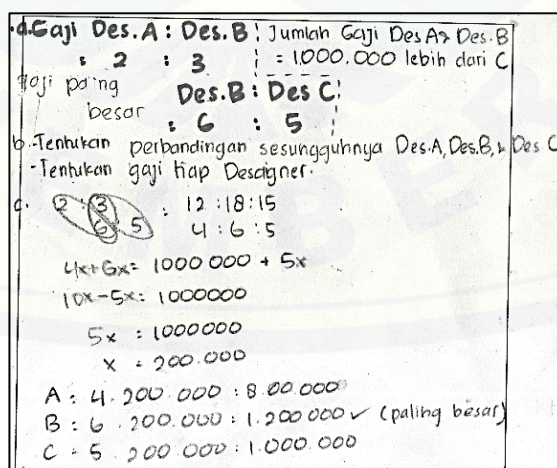 a. Gaji Des.A : Des.B Jumlah Gaji Des A & Des.B
: 2 : 3 = 1.000.000 lebih dari C
Gaji paing besar Des.B : Des C
: 6 : 5
b. -Tentukan perbandingan sesungguhnya Des.A, Des.B, & Des C
-Tentukan gaji tiap Desaigner.
c. 2 3 : 12 : 18 : 15
6 5 4 : 6 : 5
4x+6x = 1000 000 + 5x
10x-5x = 1000000
5x = 1000000
x = 200.000
A : 4. 200.000 : 8 00.000
B : 6 . 200.000 : 1.200 000 ✓ (paling besar)
C : 5 . 200 000 : 1.000.000